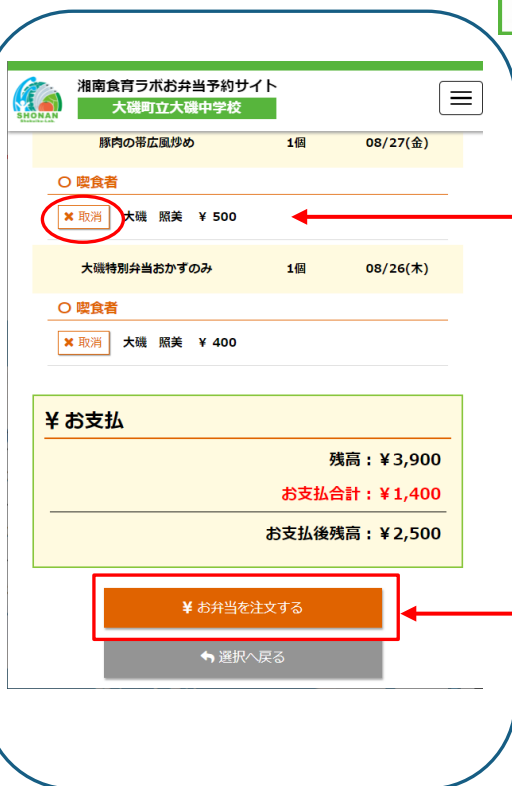 湘南食育ラボお弁当予約サイト
SHONAN
Shokuiku Lab
大磯町立大磯中学校
豚肉の帯広風炒め 1個 08/27(金)
喫食者
✖ 取消 大磯 照美 ¥ 500
大磯特別弁当おかずのみ 1個 08/26(木)
喫食者
✖ 取消 大磯 照美 ¥ 400
¥ お支払
残高：¥3,900
お支払合計：¥1,400
お支払後残高：¥2,500
¥ お弁当を注文する
選択へ戻る